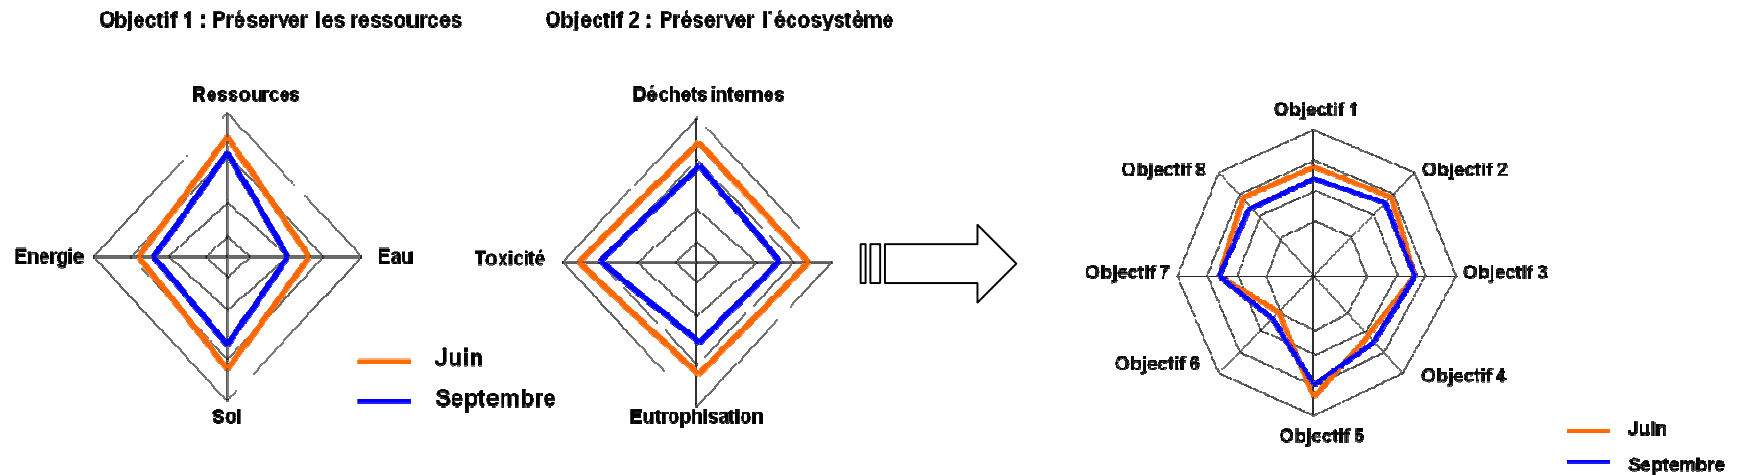 Objectif 1 : Préserver les ressources
Objectif 2 : Préserver l'écosystème
Ressources
Energie
Eau
Sol
Juin
Septembre
Déchets internes
Toxicité
Eutrophisation
Objectif 1
Objectif 2
Objectif 3
Objectif 4
Objectif 5
Objectif 6
Objectif 7
Objectif 8
Juin
Septembre